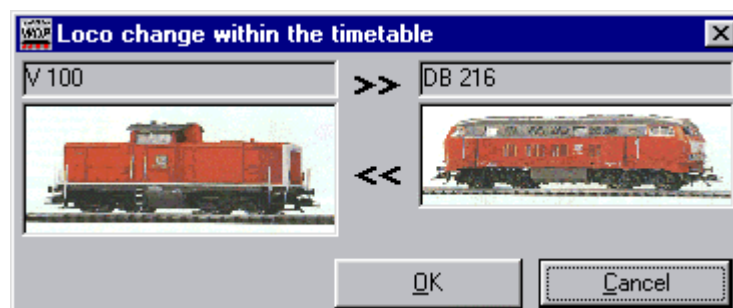 Loco change within the timetable
V 100
>>
DB 216
<<
OK
Cancel